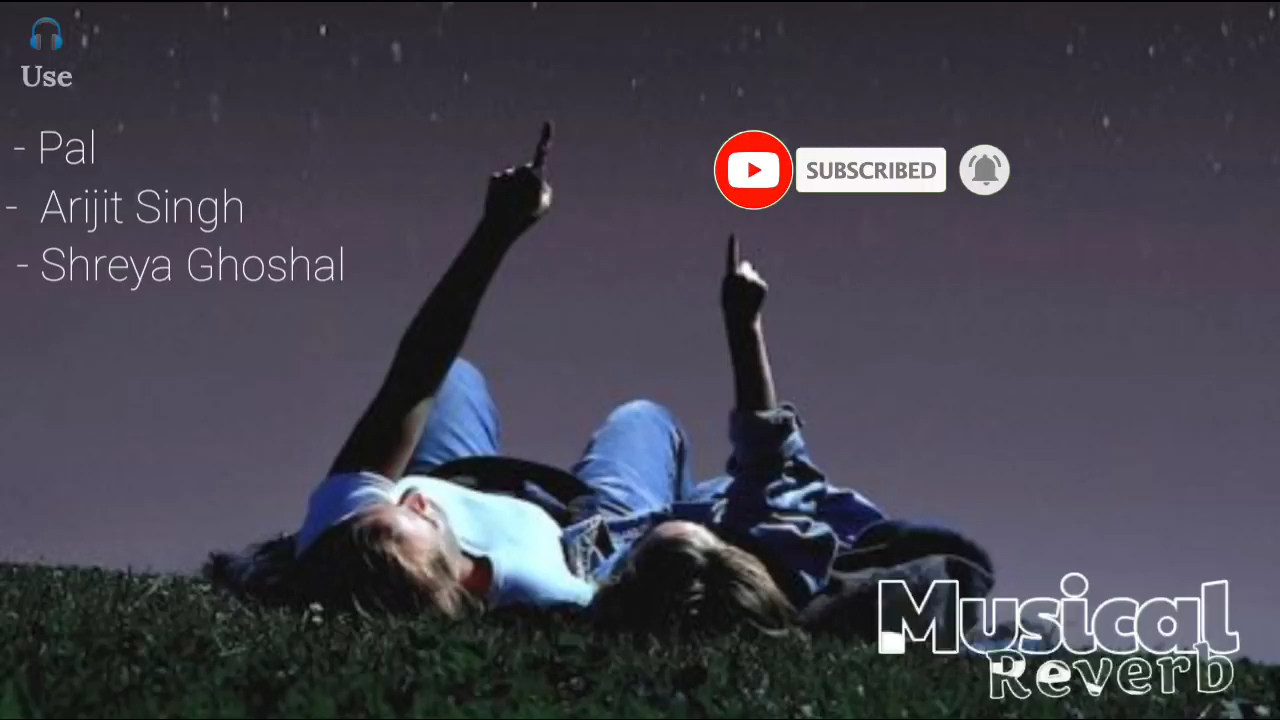 Use
- Pal
- Arijit Singh
- Shreya Ghoshal
SUBSCRIBED
Musical
Reverb